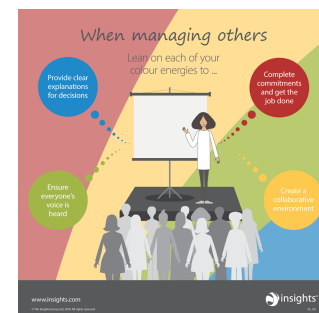 When managing others
Lean on each of your
colour energies to ...
Provide clear
explanations
for decisions
Complete
commitments
and get the
job done
Ensure
everyone's
voice is
heard
Create a
collaborative
environment
www.insights.com
insights